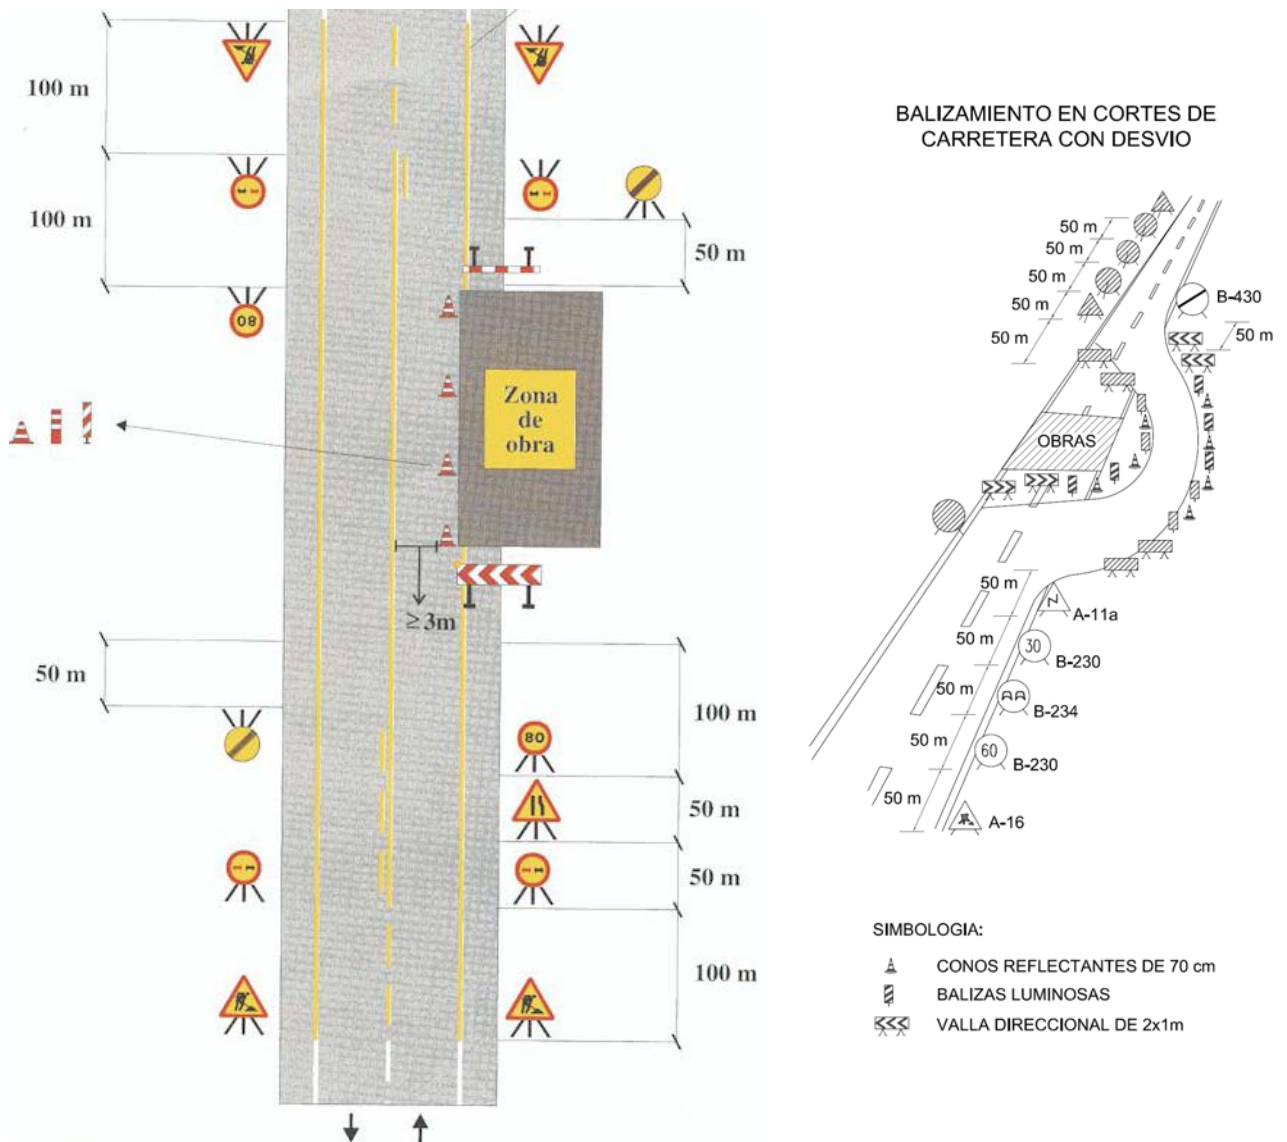 100 m
100 m
80
50 m
Zona
de
obra
≥ 3m
50 m
80
100 m
50 m
50 m
100 m
BALIZAMIENTO EN CORTES DE
CARRETERA CON DESVIO
50 m
50 m
50 m
50 m
50 m
B-430
50 m
OBRAS
50 m
A-11a
50 m
30
B-230
50 m
B-234
50 m
60
B-230
50 m
A-16
SIMBOLOGIA:
CONOS REFLECTANTES DE 70 cm
BALIZAS LUMINOSAS
VALLA DIRECCIONAL DE 2x1m